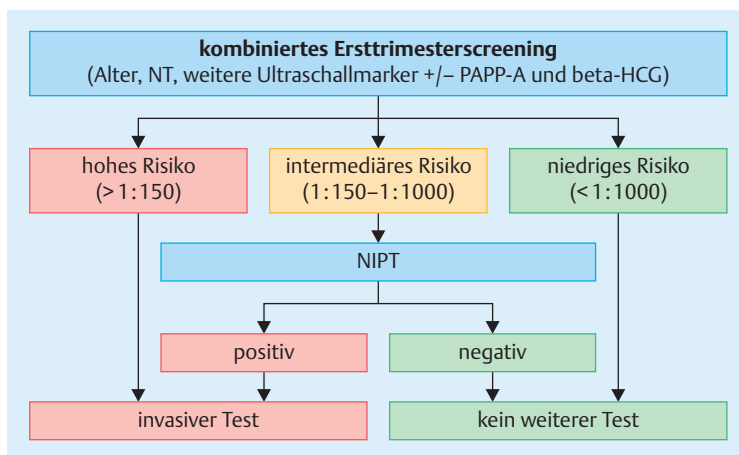 kombiniertes Ersttrimesterscreening
(Alter, NT, weitere Ultraschallmarker +/– PAPP-A und beta-HCG)
hohes Risiko
(> 1:150)
intermediäres Risiko
(1:150–1:1000)
niedriges Risiko
(< 1:1000)
NIPT
positiv
negativ
invasiver Test
kein weiterer Test